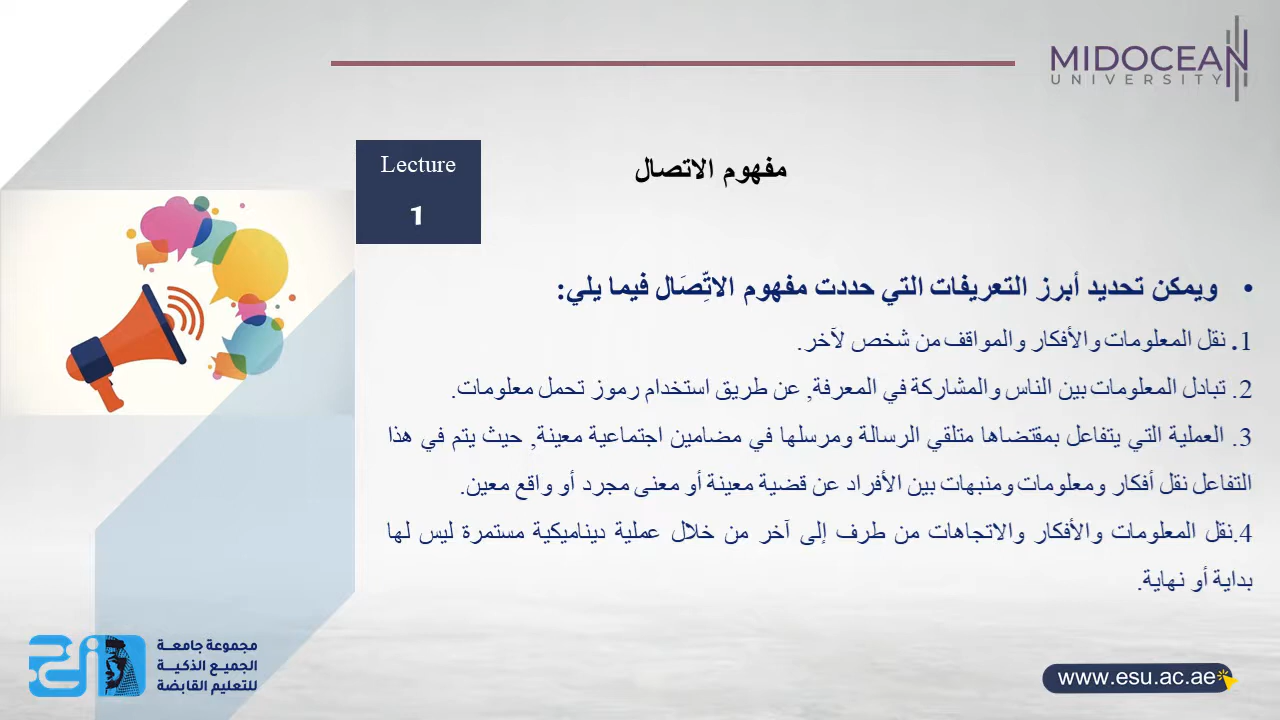 MIDOCEAN
UNIVERSITY
Lecture
1
مفهوم الاتصال
• ويمكن تحديد أبرز التعريفات التي حددت مفهوم الاتِّصَال فيما يلي:
1. نقل المعلومات والأفكار والمواقف من شخص لآخر.
2. تبادل المعلومات بين الناس والمشاركة في المعرفة, عن طريق استخدام رموز تحمل معلومات.
3. العملية التي يتفاعل بمقتضاها متلقي الرسالة ومرسلها في مضامين اجتماعية معينة, حيث يتم في هذا
التفاعل نقل أفكار ومعلومات ومنبهات بين الأفراد عن قضية معينة أو معنى مجرد أو واقع معين.
4.نقل المعلومات والأفكار والاتجاهات من طرف إلى آخر من خلال عملية ديناميكية مستمرة ليس لها
بداية أو نهاية.
مجموعة جامعة
الجميع الذكية
للتعليم القابضة
www.esu.ac.ae